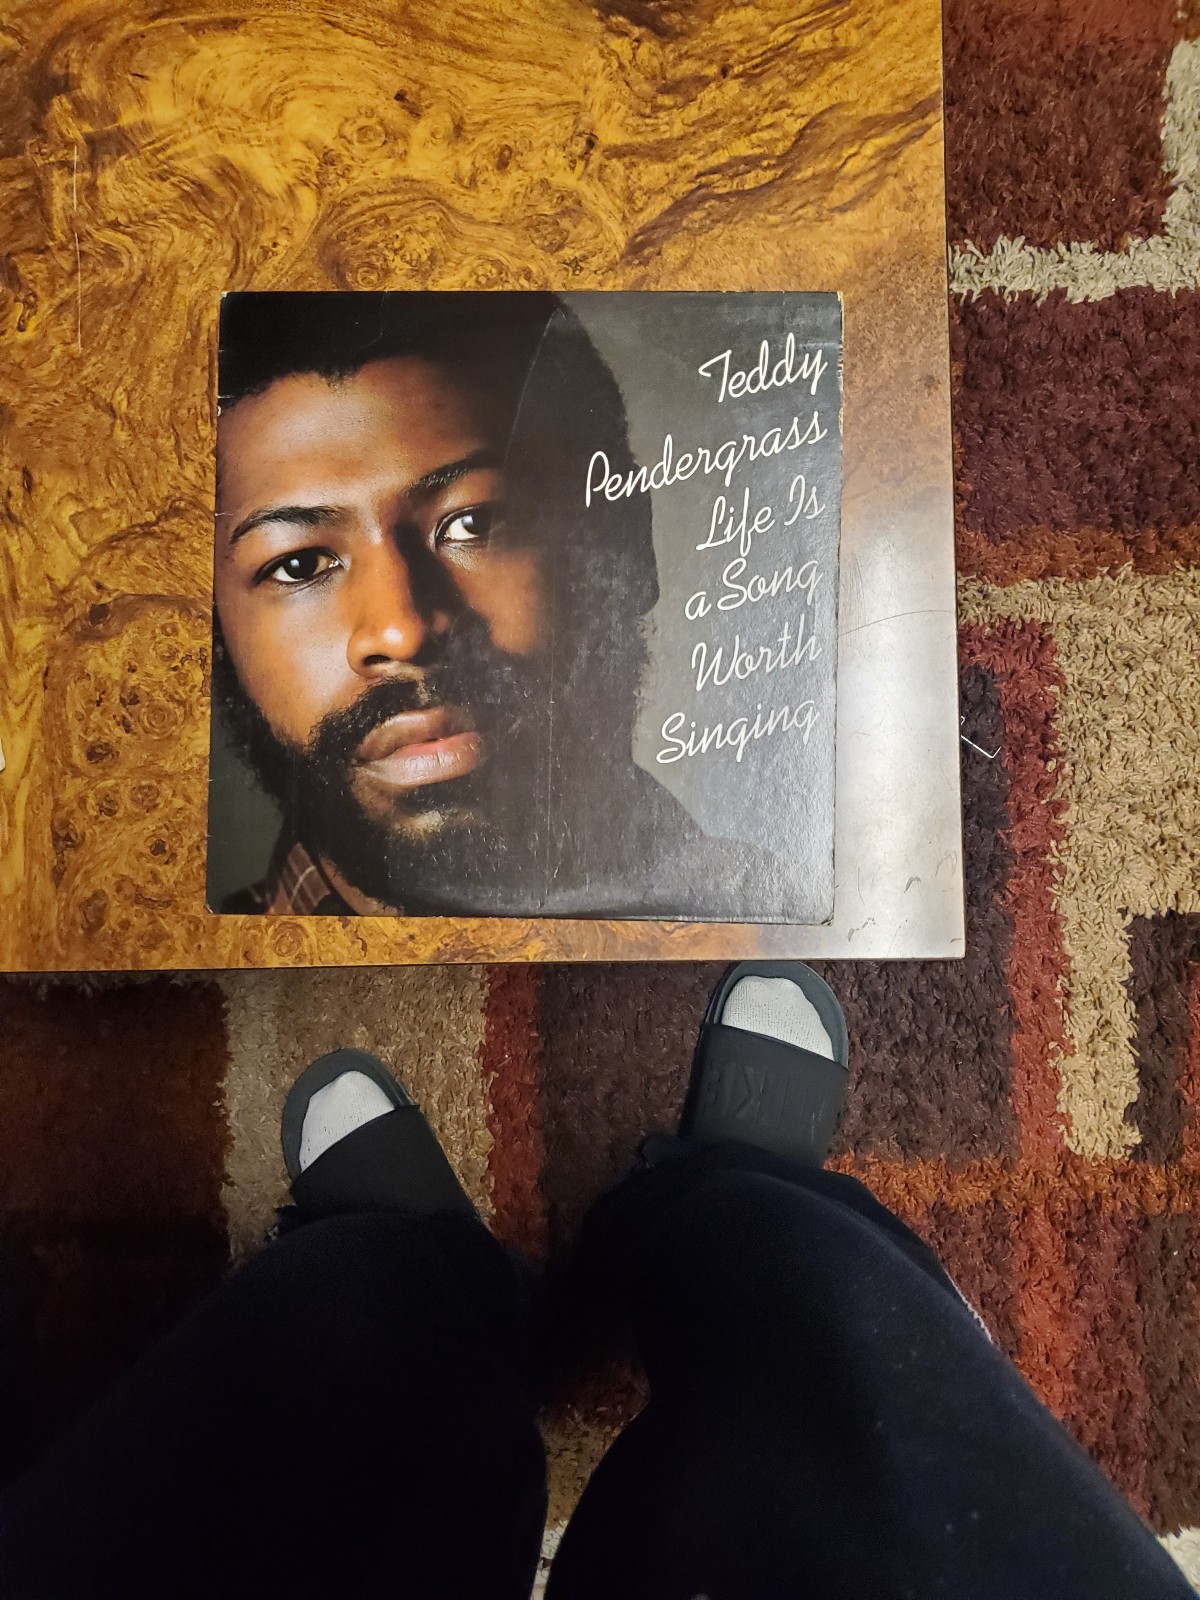 Teddy
Pendergrass
Life Is
a Song
Worth
Singing